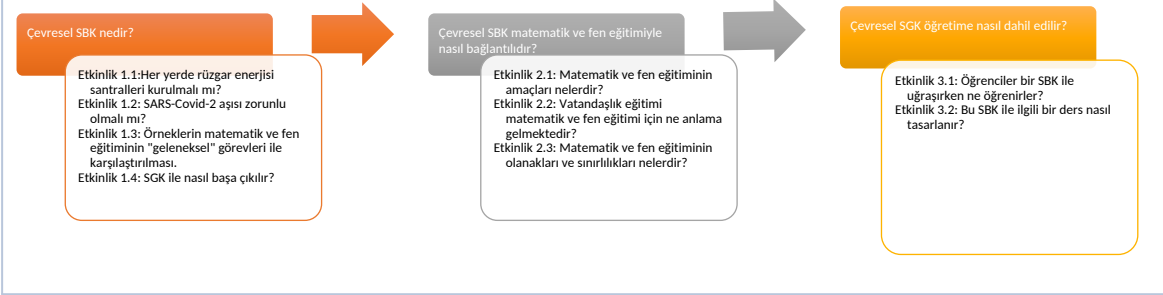 Çevresel SBK nedir?
Etkinlik 1.1:Her yerde rüzgar enerjisi
santralleri kurulmalı mı?
Etkinlik 1.2: SARS-Covid-2 aşısı zorunlu
olmalı mı?
Etkinlik 1.3: Örneklerin matematik ve fen
eğitiminin "geleneksel" görevleri ile
karşılaştırılması.
Etkinlik 1.4: SGK ile nasıl başa çıkılır?
Çevresel SBK matematik ve fen eğitimiyle
nasıl bağlantılıdır?
Etkinlik 2.1: Matematik ve fen eğitiminin
amaçları nelerdir?
Etkinlik 2.2: Vatandaşlık eğitimi
matematik ve fen eğitimi için ne anlama
gelmektedir?
Etkinlik 2.3: Matematik ve fen eğitiminin
olanakları ve sınırlılıkları nelerdir?
Çevresel SGK öğretime nasıl dahil edilir?
Etkinlik 3.1: Öğrenciler bir SBK ile
uğraşırken ne öğrenirler?
Etkinlik 3.2: Bu SBK ile ilgili bir ders nasıl
tasarlanır?